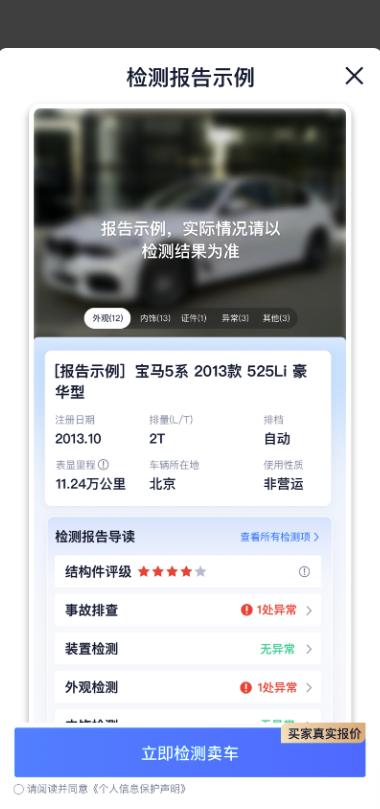 检测报告示例
报告示例，实际情况请以
检测结果为准
外观(12) 内饰(13) 证件(1) 异常(3) 其他(3)
[报告示例] 宝马5系 2013款 525Li 豪
华型
注册日期 排量(L/T) 排档
2013.10 2T 自动
表显里程 车辆所在地 使用性质
11.24万公里 北京 非营运
检测报告导读 查看所有检测项
结构件评级
事故排查 1处异常
装置检测 无异常
外观检测 1处异常
买家真实报价
立即检测卖车
请阅读并同意《个人信息保护声明》